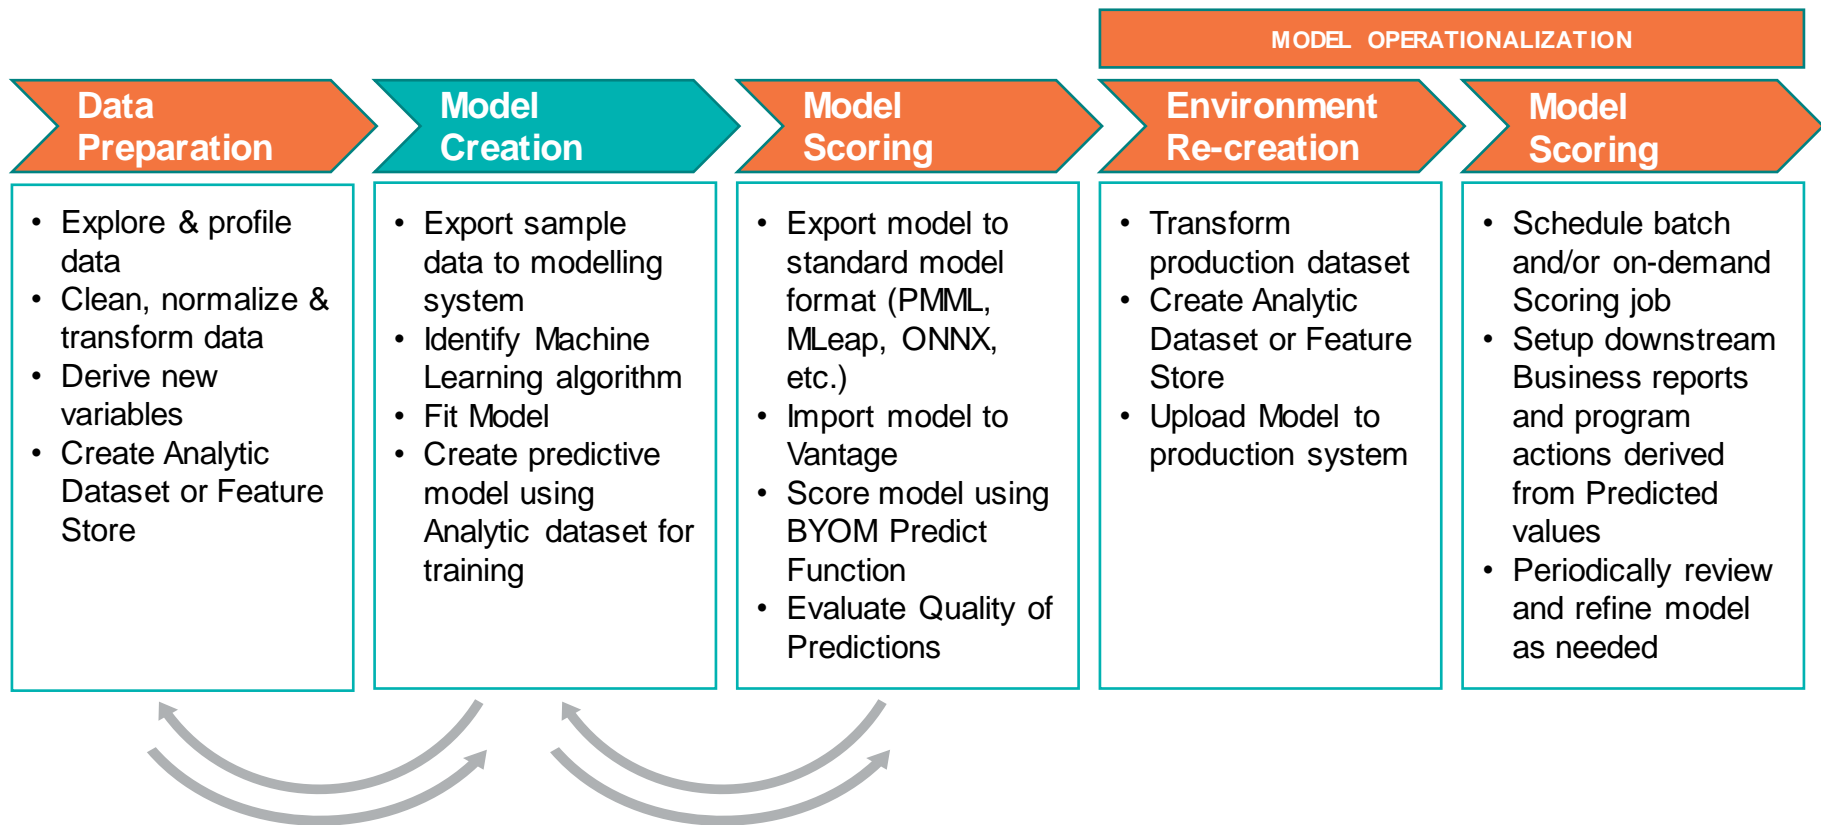 MODEL OPERATIONALIZATION
Data
Preparation
Model
Creation
Model
Scoring
Environment
Re-creation
Model
Scoring
• Explore & profile
data
• Clean, normalize &
transform data
• Derive new
variables
• Create Analytic
Dataset or Feature
Store
• Export sample
data to modelling
system
• Identify Machine
Learning algorithm
• Fit Model
• Create predictive
model using
Analytic dataset for
training
• Export model to
standard model
format (PMML,
MLeap, ONNX,
etc.)
• Import model to
Vantage
• Score model using
BYOM Predict
Function
• Evaluate Quality of
Predictions
• Transform
production dataset
• Create Analytic
Dataset or Feature
Store
• Upload Model to
production system
• Schedule batch
and/or on-demand
Scoring job
• Setup downstream
Business reports
and program
actions derived
from Predicted
values
• Periodically review
and refine model
as needed